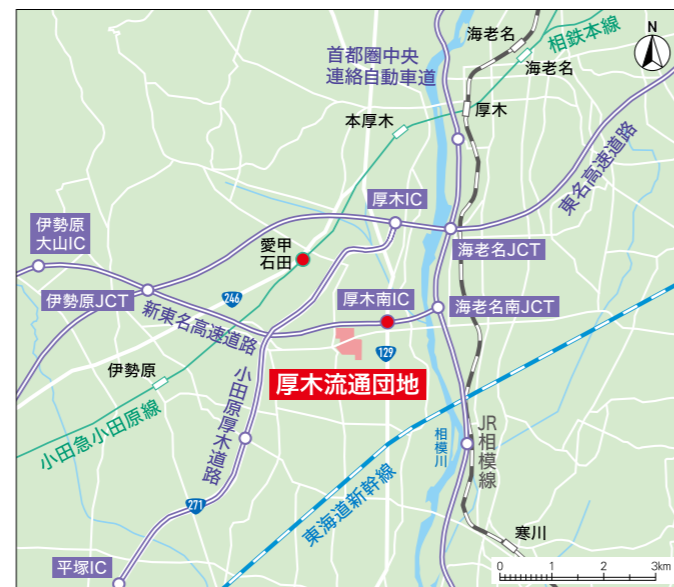 海老名
相鉄本線
N
首都圏中央
連絡自動車道
海老名
本厚木
厚木
東名高速道路
厚木IC
伊勢原
大山IC
愛甲
石田
海老名JCT
伊勢原JCT
246
新東名高速道路
厚木南IC
海老名南JCT
129
伊勢原
厚木流通団地
小田急小田原線
小田原厚木道路
相模川
JR相模線
東海道新幹線
271
寒川
平塚IC
0 1 2 3km